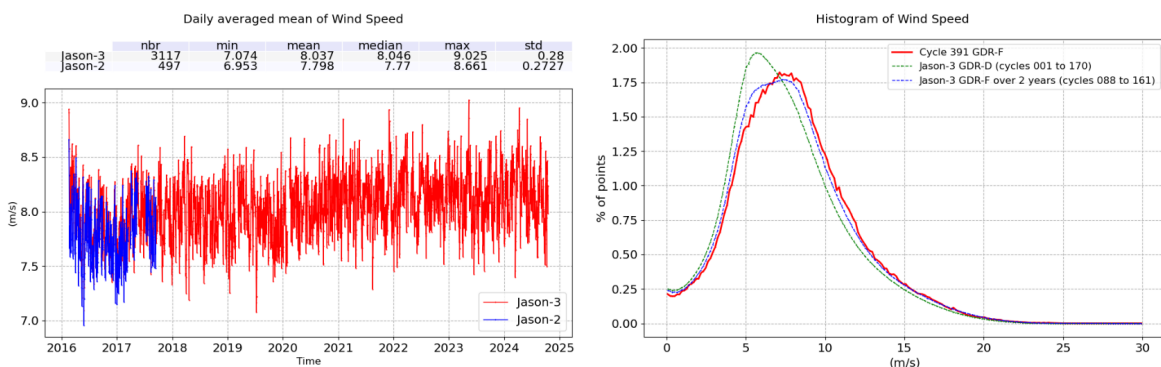 Daily averaged mean of Wind Speed
nbr min mean median max std
Jason-3 3117 7.074 8.037 8.046 9.025 0.28
Jason-2 497 6.953 7.798 7.77 8.661 0.2727
9.0
8.5
8.0
7.5
7.0
(m/s)
Jason-3
Jason-2
2016 2017 2018 2019 2020 2021 2022 2023 2024 2025
Time
Histogram of Wind Speed
2.00
1.75
1.50
1.25
1.00
0.75
0.50
0.25
0.00
% of points
Cycle 391 GDR-F
Jason-3 GDR-D (cycles 001 to 170)
Jason-3 GDR-F over 2 years (cycles 088 to 161)
0 5 10 15 20 25 30
(m/s)